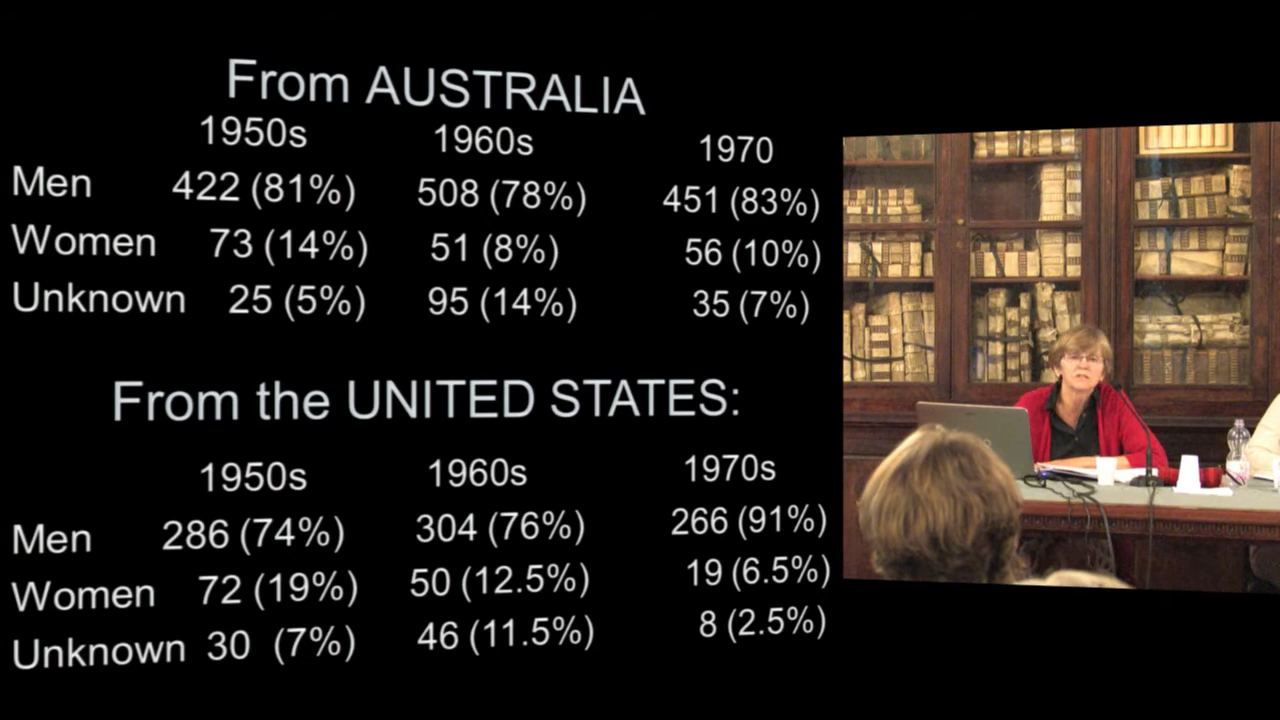 From AUSTRALIA
1950s 1960s 1970
Men 422 (81%) 508 (78%) 451 (83%)
Women 73 (14%) 51 (8%) 56 (10%)
Unknown 25 (5%) 95 (14%) 35 (7%)
From the UNITED STATES:
1950s 1960s 1970s
Men 286 (74%) 304 (76%) 266 (91%)
Women 72 (19%) 50 (12.5%) 19 (6.5%)
Unknown 30 (7%) 46 (11.5%) 8 (2.5%)